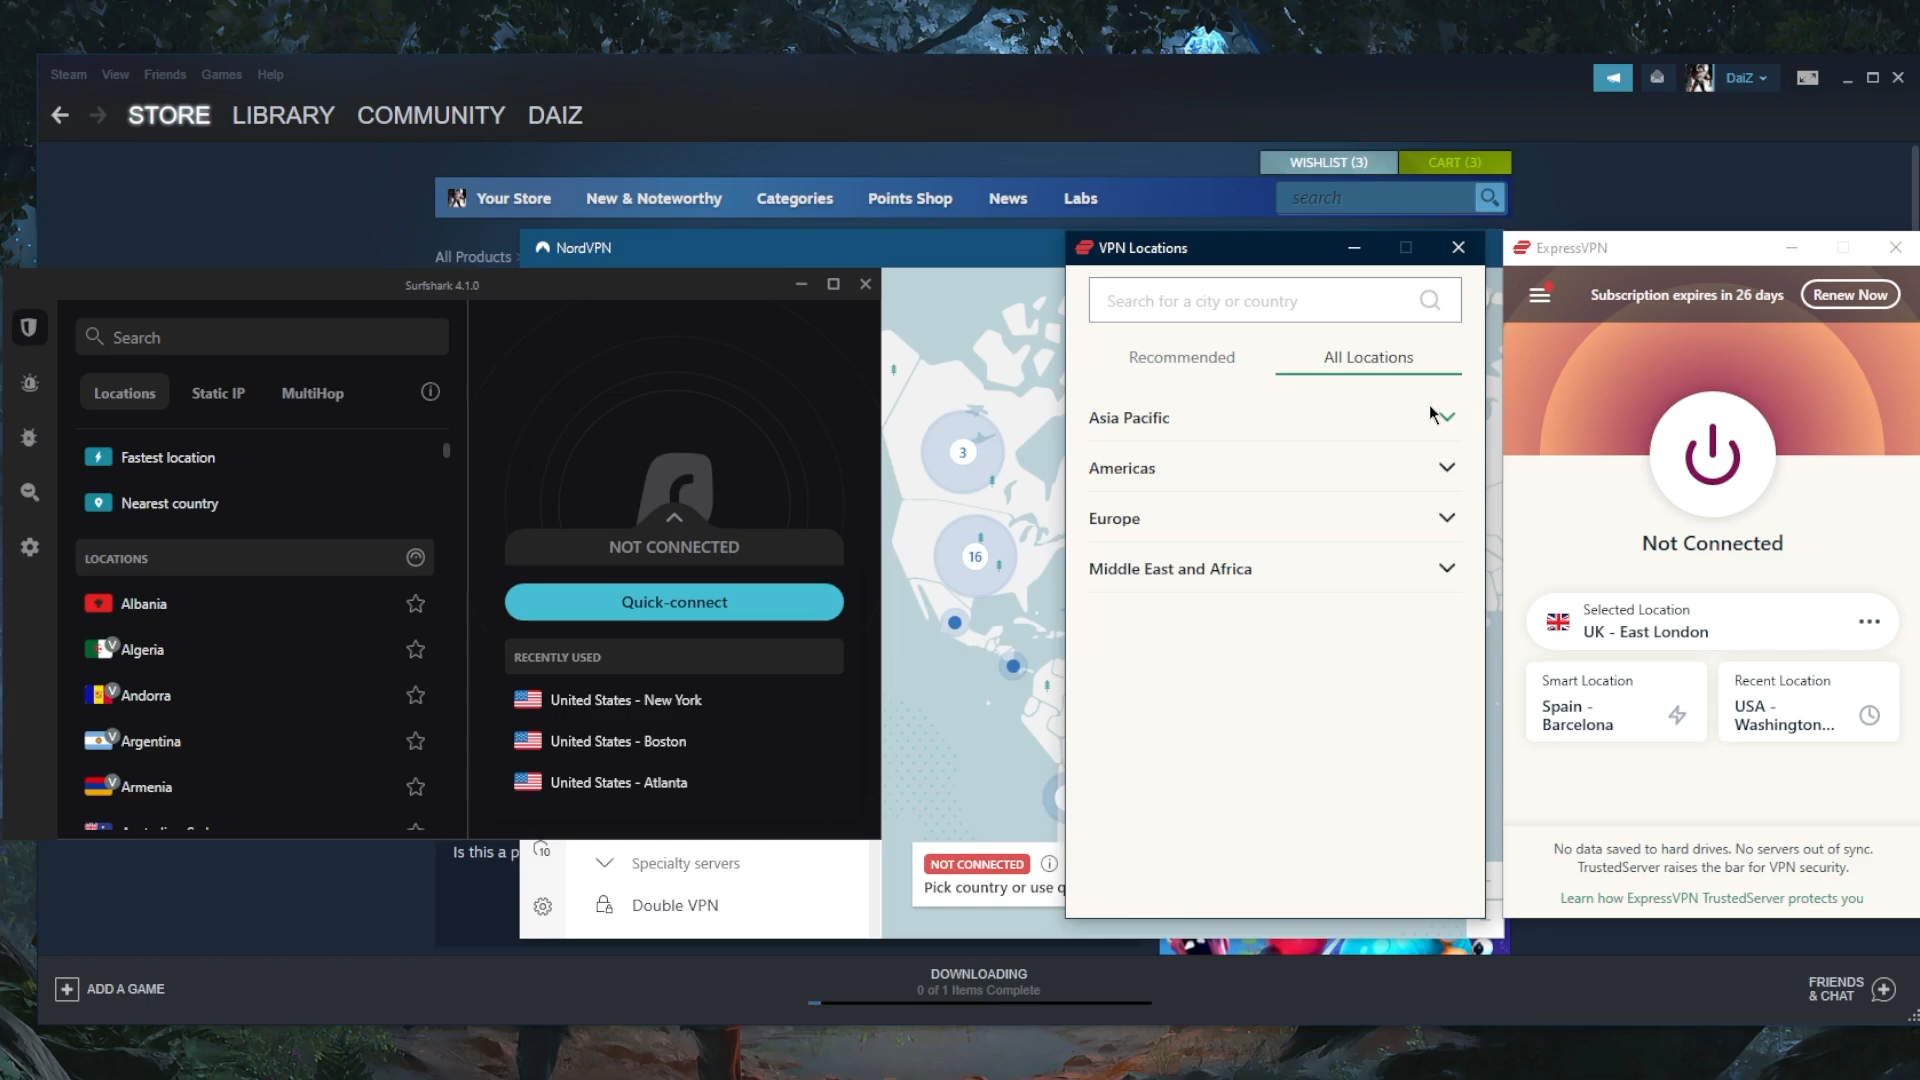 Steam View Friends Games Help
DaiZ
STORE LIBRARY COMMUNITY DAIZ
WISHLIST (3) CART (3)
Your Store New & Noteworthy Categories Points Shop News Labs search
All Products >
NordVPN
Surfshark 4.1.0
Search
Locations Static IP MultiHop
Fastest location
Nearest country
LOCATIONS
Albania
Algeria
Andorra
Argentina
Armenia
NOT CONNECTED
Quick-connect
RECENTLY USED
United States - New York
United States - Boston
United States - Atlanta
3
16
Is this a p
10
Specialty servers
Double VPN
NOT CONNECTED
Pick country or use q
VPN Locations
Search for a city or country
Recommended All Locations
Asia Pacific
Americas
Europe
Middle East and Africa
ExpressVPN
Subscription expires in 26 days Renew Now
Not Connected
Selected Location
UK - East London
Smart Location
Spain -
Barcelona
Recent Location
USA -
Washington...
No data saved to hard drives. No servers out of sync.
TrustedServer raises the bar for VPN security.
Learn how ExpressVPN TrustedServer protects you
ADD A GAME
DOWNLOADING
0 of 1 Items Complete
FRIENDS
& CHAT